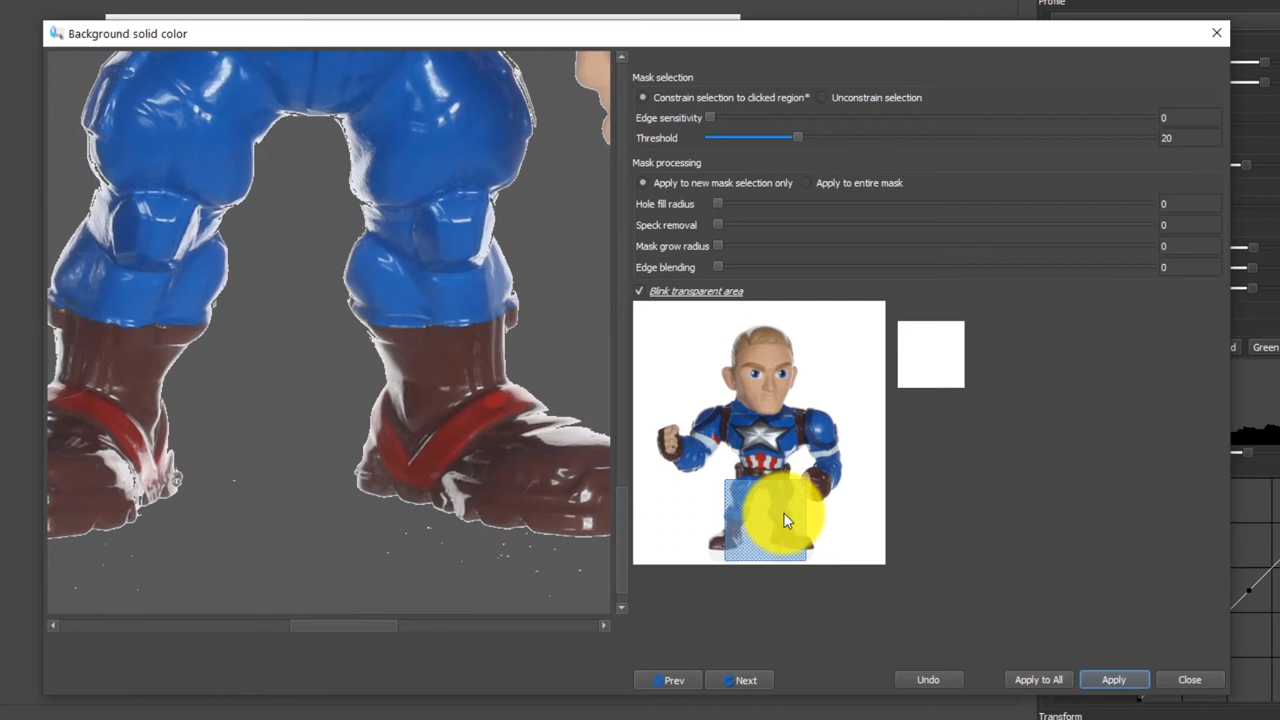 Profile
Background solid color
Mask selection
Constrain selection to clicked region* Unconstrain selection
Edge sensitivity 0
Threshold 20
Mask processing
Apply to new mask selection only Apply to entire mask
Hole fill radius 0
Speck removal 0
Mask grow radius 0
Edge blending 0
Blink transparent area
d Green
Prev Next Undo Apply to All Apply Close
Transform